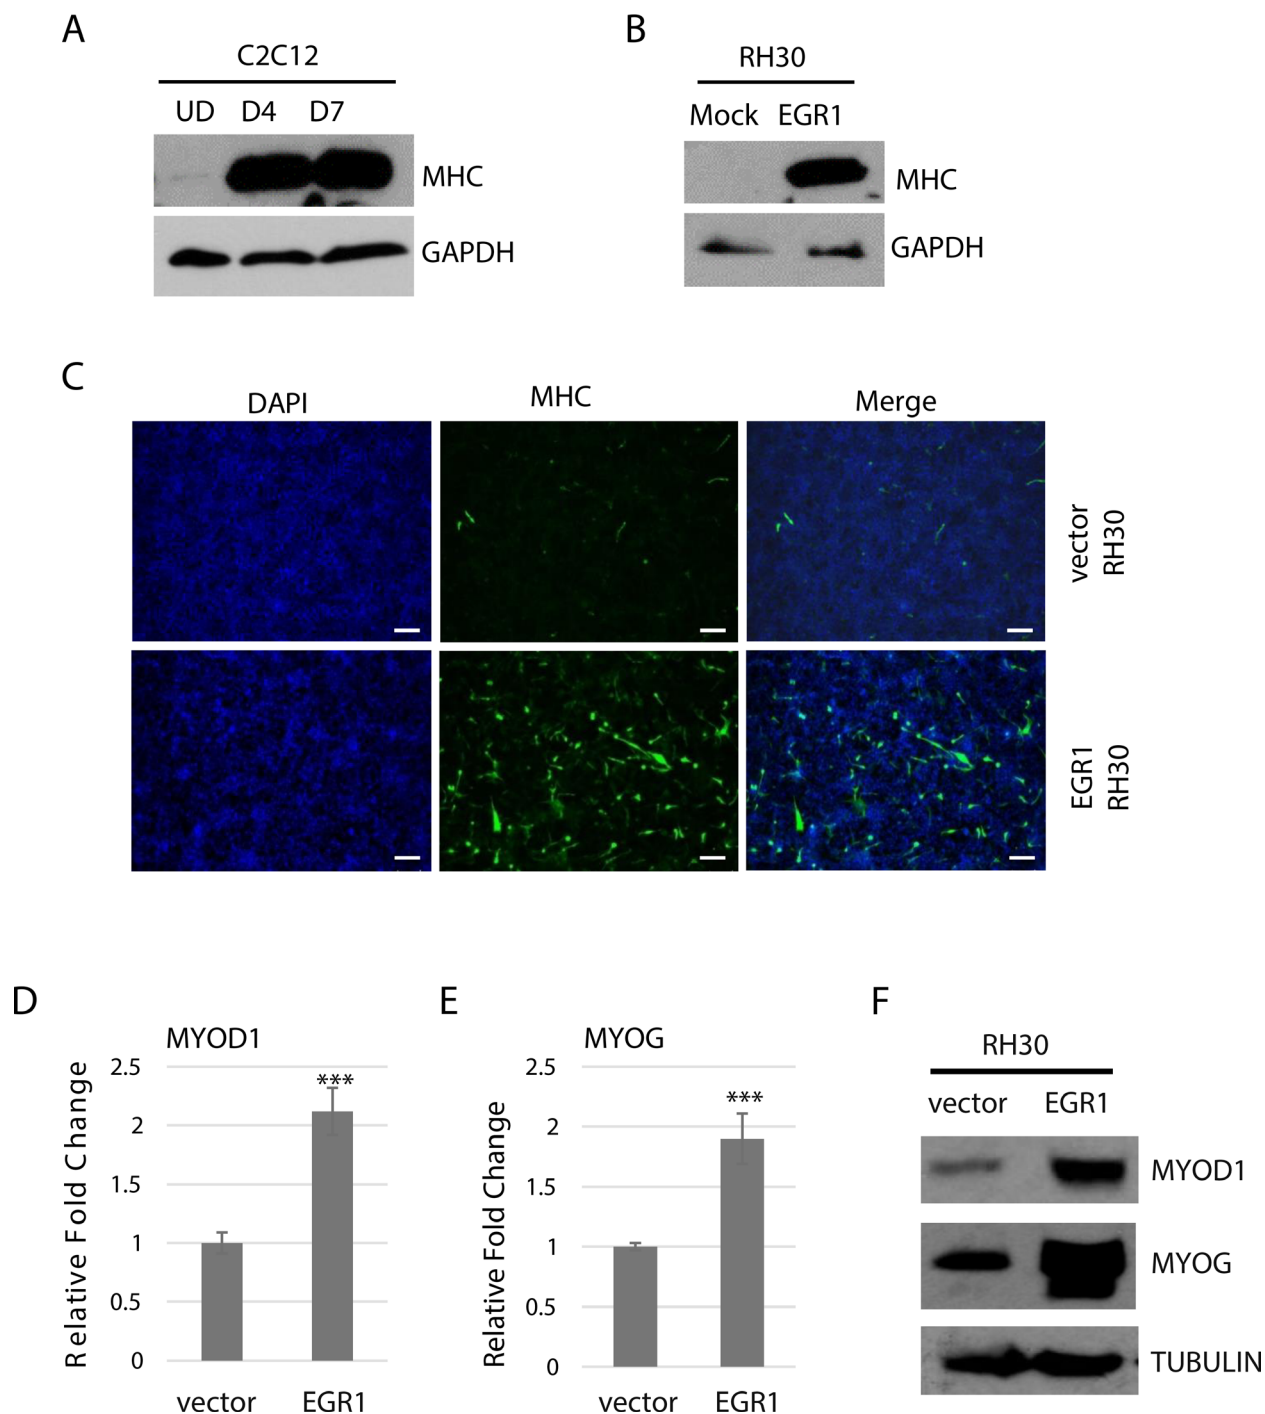 A
C2C12
UD D4 D7
MHC
GAPDH
B
RH30
Mock EGR1
MHC
GAPDH
C
DAPI MHC Merge
vector
RH30
EGR1
RH30
D
MYOD1
Relative Fold Change
2.5
2
1.5
1
0.5
0
***
vector EGR1
E
MYOG
Relative Fold Change
2.5
2
1.5
1
0.5
0
***
vector EGR1
F
RH30
vector EGR1
MYOD1
MYOG
TUBULIN